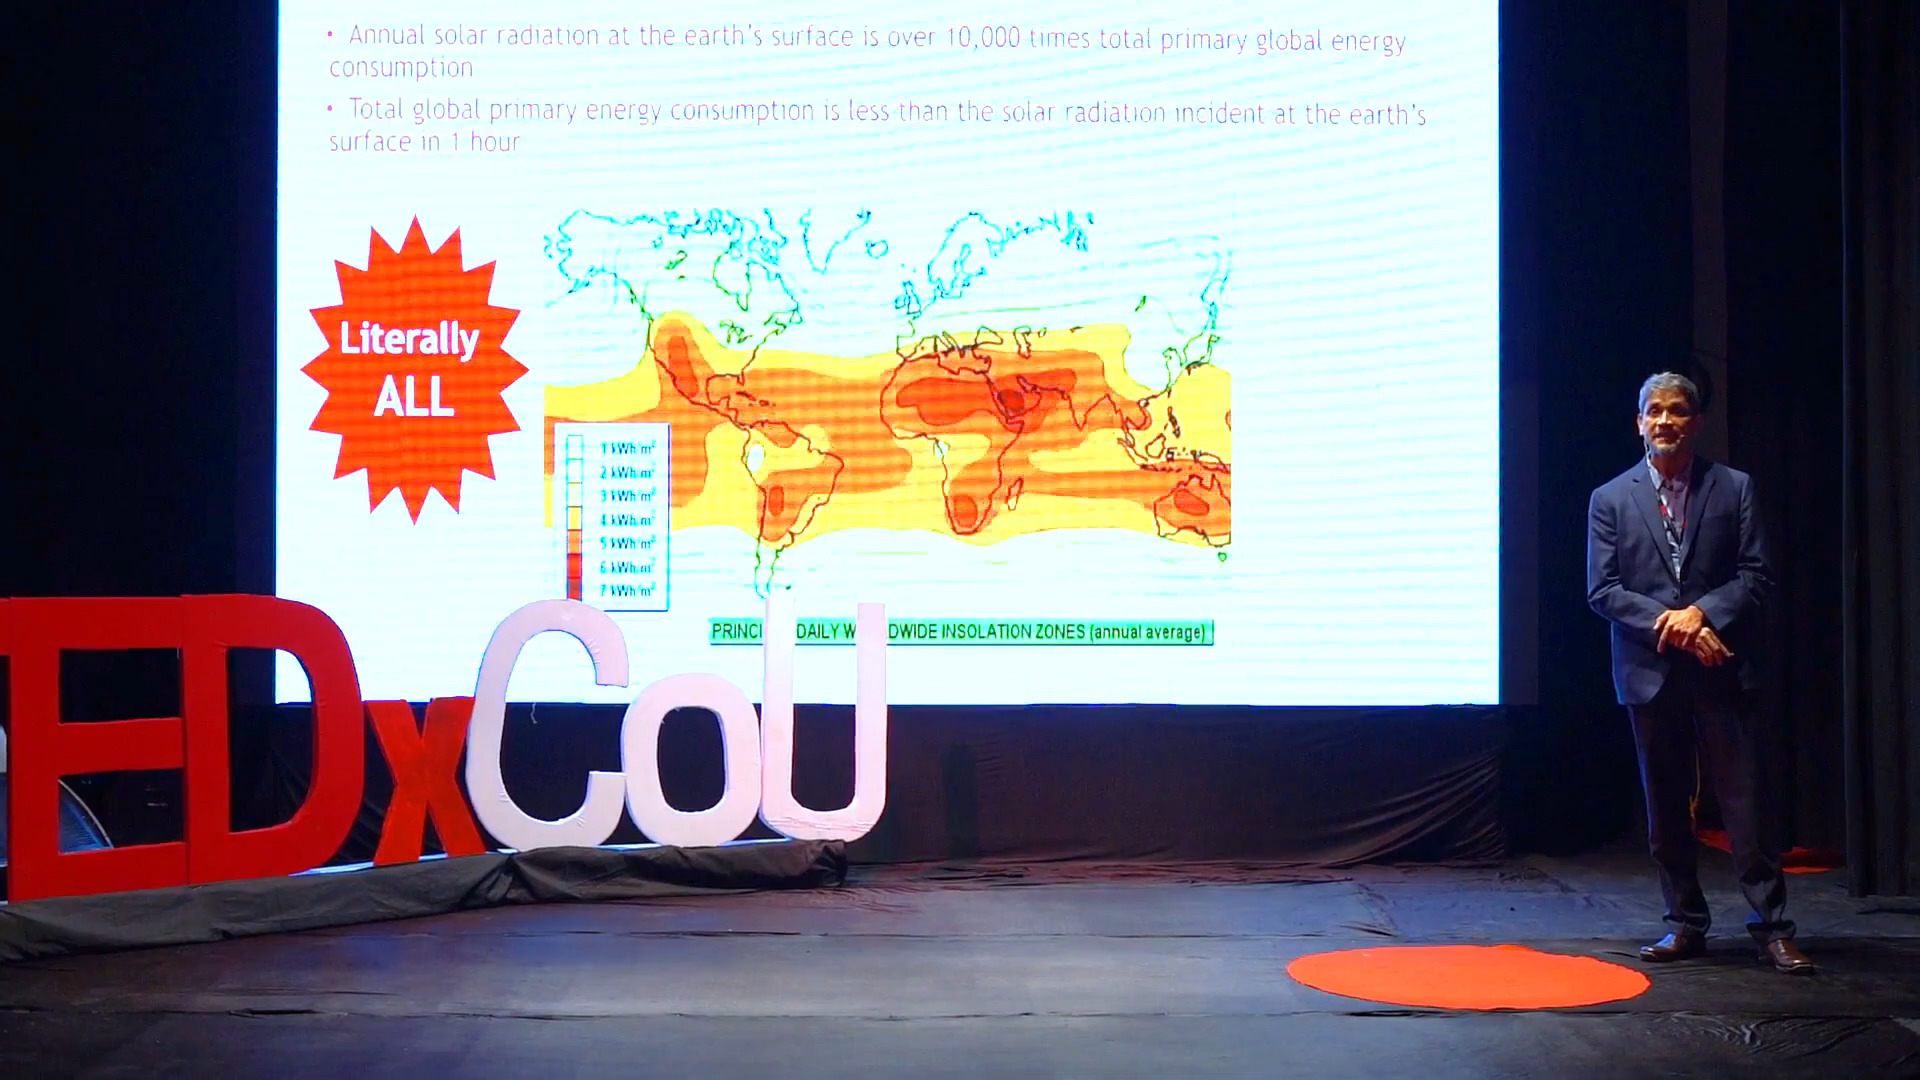 • Annual solar radiation at the earth's surface is over 10,000 times total primary global energy
consumption
• Total global primary energy consumption is less than the solar radiation incident at the earth's
surface in 1 hour
Literally
ALL
1 kWh/m²
2 kWh/m²
3 kWh/m²
4 kWh/m²
5 kWh/m²
6 kWh/m²
7 kWh/m²
PRINCI DAILY W LDWIDE INSOLATION ZONES (annual average)
EDxCoU